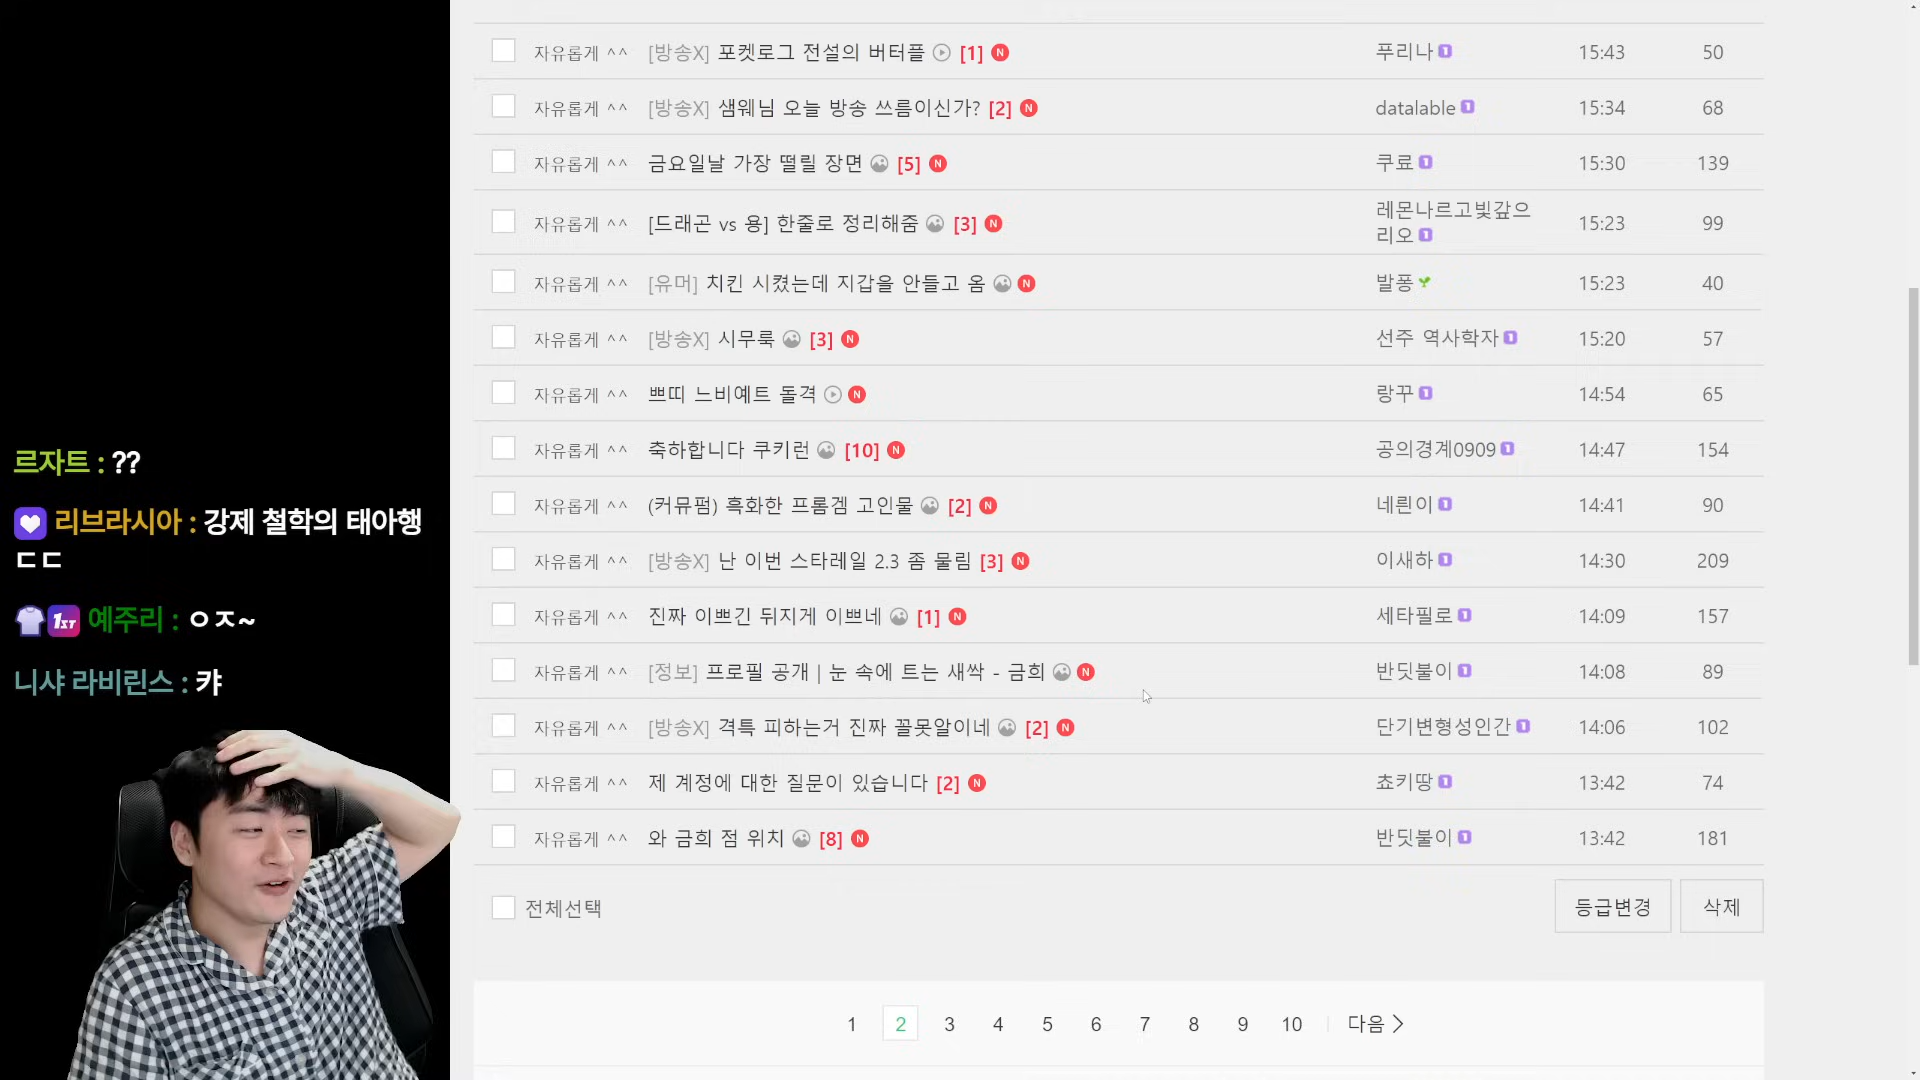 르자트 : ??
리브라시아 : 강제 철학의 태아행
ㄷㄷ
1ST 예주리 : ㅇㅈ~
니샤 라비린스 : 캬
자유롭게 ^^ [방송X] 포켓로그 전설의 버터플 [1] N 푸리나 1 15:43 50
자유롭게 ^^ [방송X] 샘웨님 오늘 방송 쓰름이신가? [2] N datalable 1 15:34 68
자유롭게 ^^ 금요일날 가장 떨릴 장면 [5] N 쿠료 1 15:30 139
자유롭게 ^^ [드래곤 vs 용] 한줄로 정리해줌 [3] N 레몬나르고빛갚으
리오 1 15:23 99
자유롭게 ^^ [유머] 치킨 시켰는데 지갑을 안들고 옴 N 발퐁 15:23 40
자유롭게 ^^ [방송X] 시무룩 [3] N 선주 역사학자 1 15:20 57
자유롭게 ^^ 쁘띠 느비예트 돌격 N 랑꾸 1 14:54 65
자유롭게 ^^ 축하합니다 쿠키런 [10] N 공의경계0909 1 14:47 154
자유롭게 ^^ (커뮤펌) 흑화한 프롬겜 고인물 [2] N 네린이 1 14:41 90
자유롭게 ^^ [방송X] 난 이번 스타레일 2.3 좀 물림 [3] N 이새하 1 14:30 209
자유롭게 ^^ 진짜 이쁘긴 뒤지게 이쁘네 [1] N 세타필로 1 14:09 157
자유롭게 ^^ [정보] 프로필 공개 | 눈 속에 트는 새싹 - 금희 N 반딧불이 1 14:08 89
자유롭게 ^^ [방송X] 격특 피하는거 진짜 꼴못알이네 [2] N 단기변형성인간 1 14:06 102
자유롭게 ^^ 제 계정에 대한 질문이 있습니다 [2] N 쵸키땅 1 13:42 74
자유롭게 ^^ 와 금희 점 위치 [8] N 반딧불이 1 13:42 181
전체선택 등급변경 삭제
1 2 3 4 5 6 7 8 9 10 다음 >